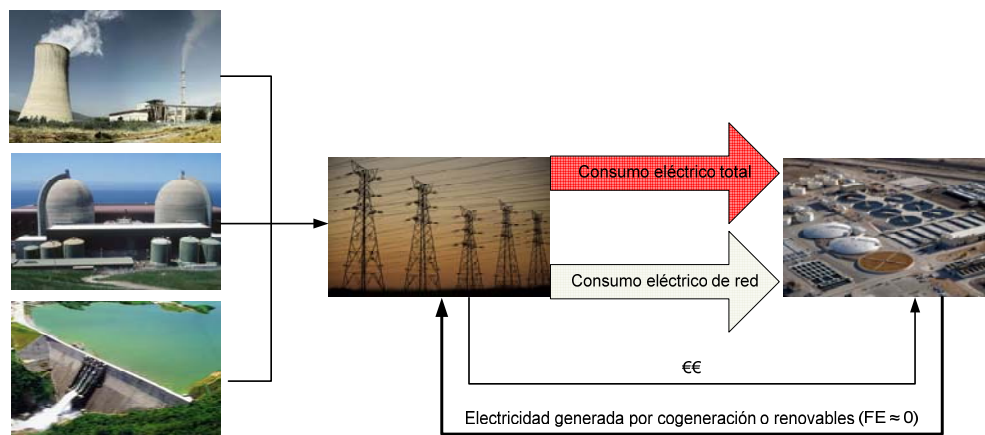 Consumo eléctrico total
Consumo eléctrico de red
€€
Electricidad generada por cogeneración o renovables (FE ≈ 0)